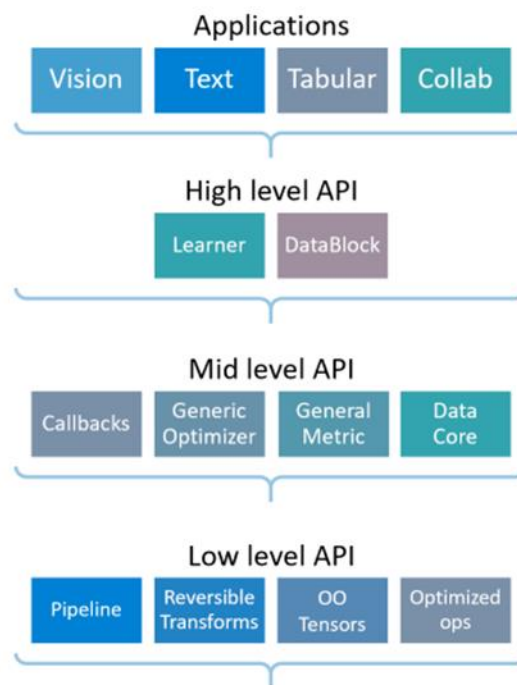 Applications
Vision Text Tabular Collab
High level API
Learner DataBlock
Mid level API
Callbacks
Generic
Optimizer
General
Metric
Data
Core
Low level API
Pipeline
Reversible
Transforms
OO
Tensors
Optimized
ops